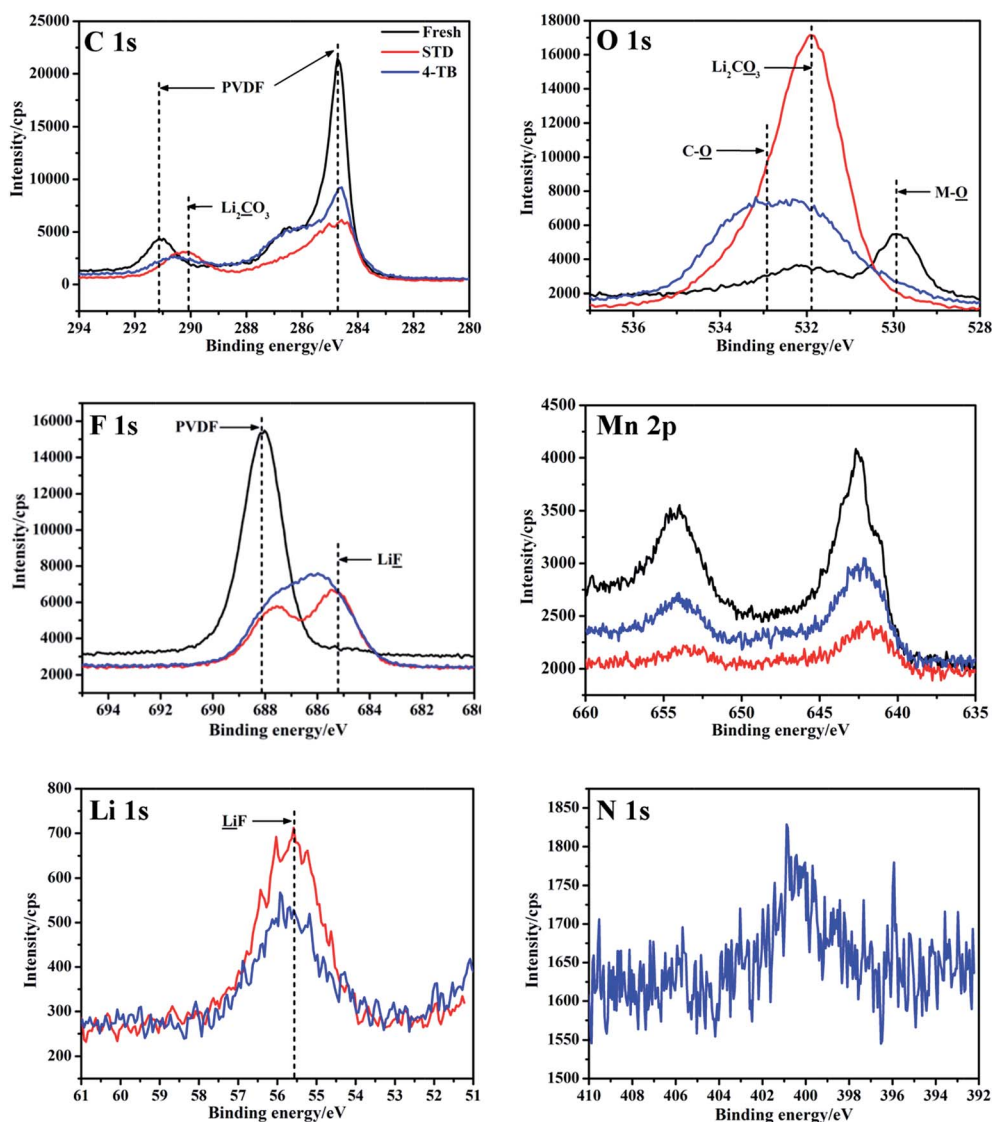 C 1s
Fresh
STD
4-TB
PVDF
Li2CO3
25000
20000
15000
10000
5000
0
Intensity/cps
294 292 290 288 286 284 282 280
Binding energy/eV
O 1s
Li2CO3
C-O
M-O
18000
16000
14000
12000
10000
8000
6000
4000
2000
Intensity/cps
536 534 532 530 528
Binding energy/eV
F 1s
PVDF
LiF
16000
14000
12000
10000
8000
6000
4000
2000
Intensity/cps
694 692 690 688 686 684 682 680
Binding energy/eV
Mn 2p
4500
4000
3500
3000
2500
2000
Intensity/cps
660 655 650 645 640 635
Binding energy/eV
Li 1s
LiF
800
700
600
500
400
300
200
Intensity/cps
61 60 59 58 57 56 55 54 53 52 51
Binding energy/eV
N 1s
1850
1800
1750
1700
1650
1600
1550
1500
Intensity/cps
410 408 406 404 402 400 398 396 394 392
Binding energy/eV